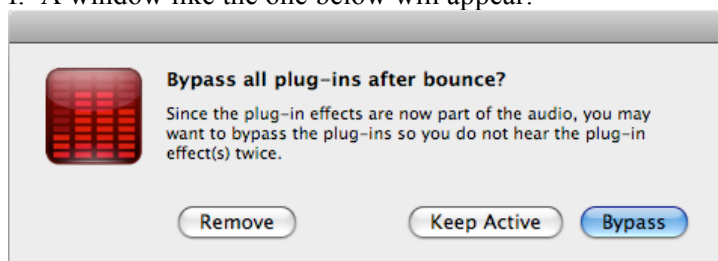 I. A window like the one below will appear.
Bypass all plug-ins after bounce?
Since the plug-in effects are now part of the audio, you may
want to bypass the plug-ins so you do not hear the plug-in
effect(s) twice.
Remove Keep Active Bypass